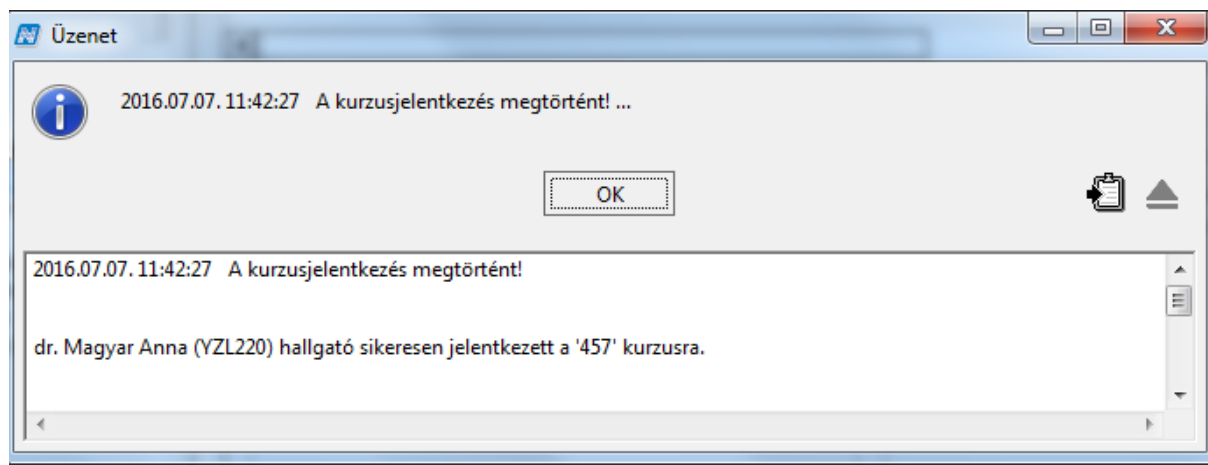 Üzenet
2016.07.07. 11:42:27 A kurzusjelentkezés megtörtént! ...
OK
2016.07.07. 11:42:27 A kurzusjelentkezés megtörtént!
dr. Magyar Anna (YZL220) hallgató sikeresen jelentkezett a '457' kurzusra.